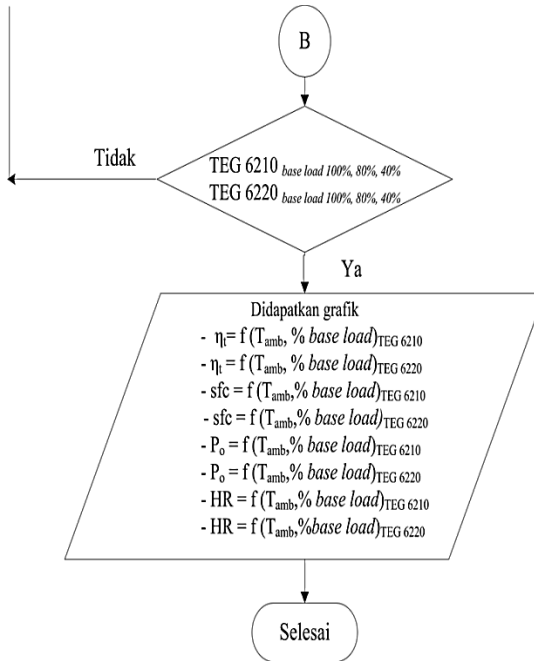 B
Tidak
TEG 6210 base load 100%, 80%, 40%
TEG 6220 base load 100%, 80%, 40%
Ya
Didapatkan grafik
- ηt= f (Tamb, % base load)TEG 6210
- ηt = f (Tamb, % base load)TEG 6220
- sfc = f (Tamb,% base load)TEG 6210
- sfc = f (Tamb,% base load)TEG 6220
- Po = f (Tamb,% base load)TEG 6210
- Po = f (Tamb,% base load)TEG 6220
- HR = f (Tamb,% base load)TEG 6210
- HR = f (Tamb,%base load)TEG 6220
Selesai